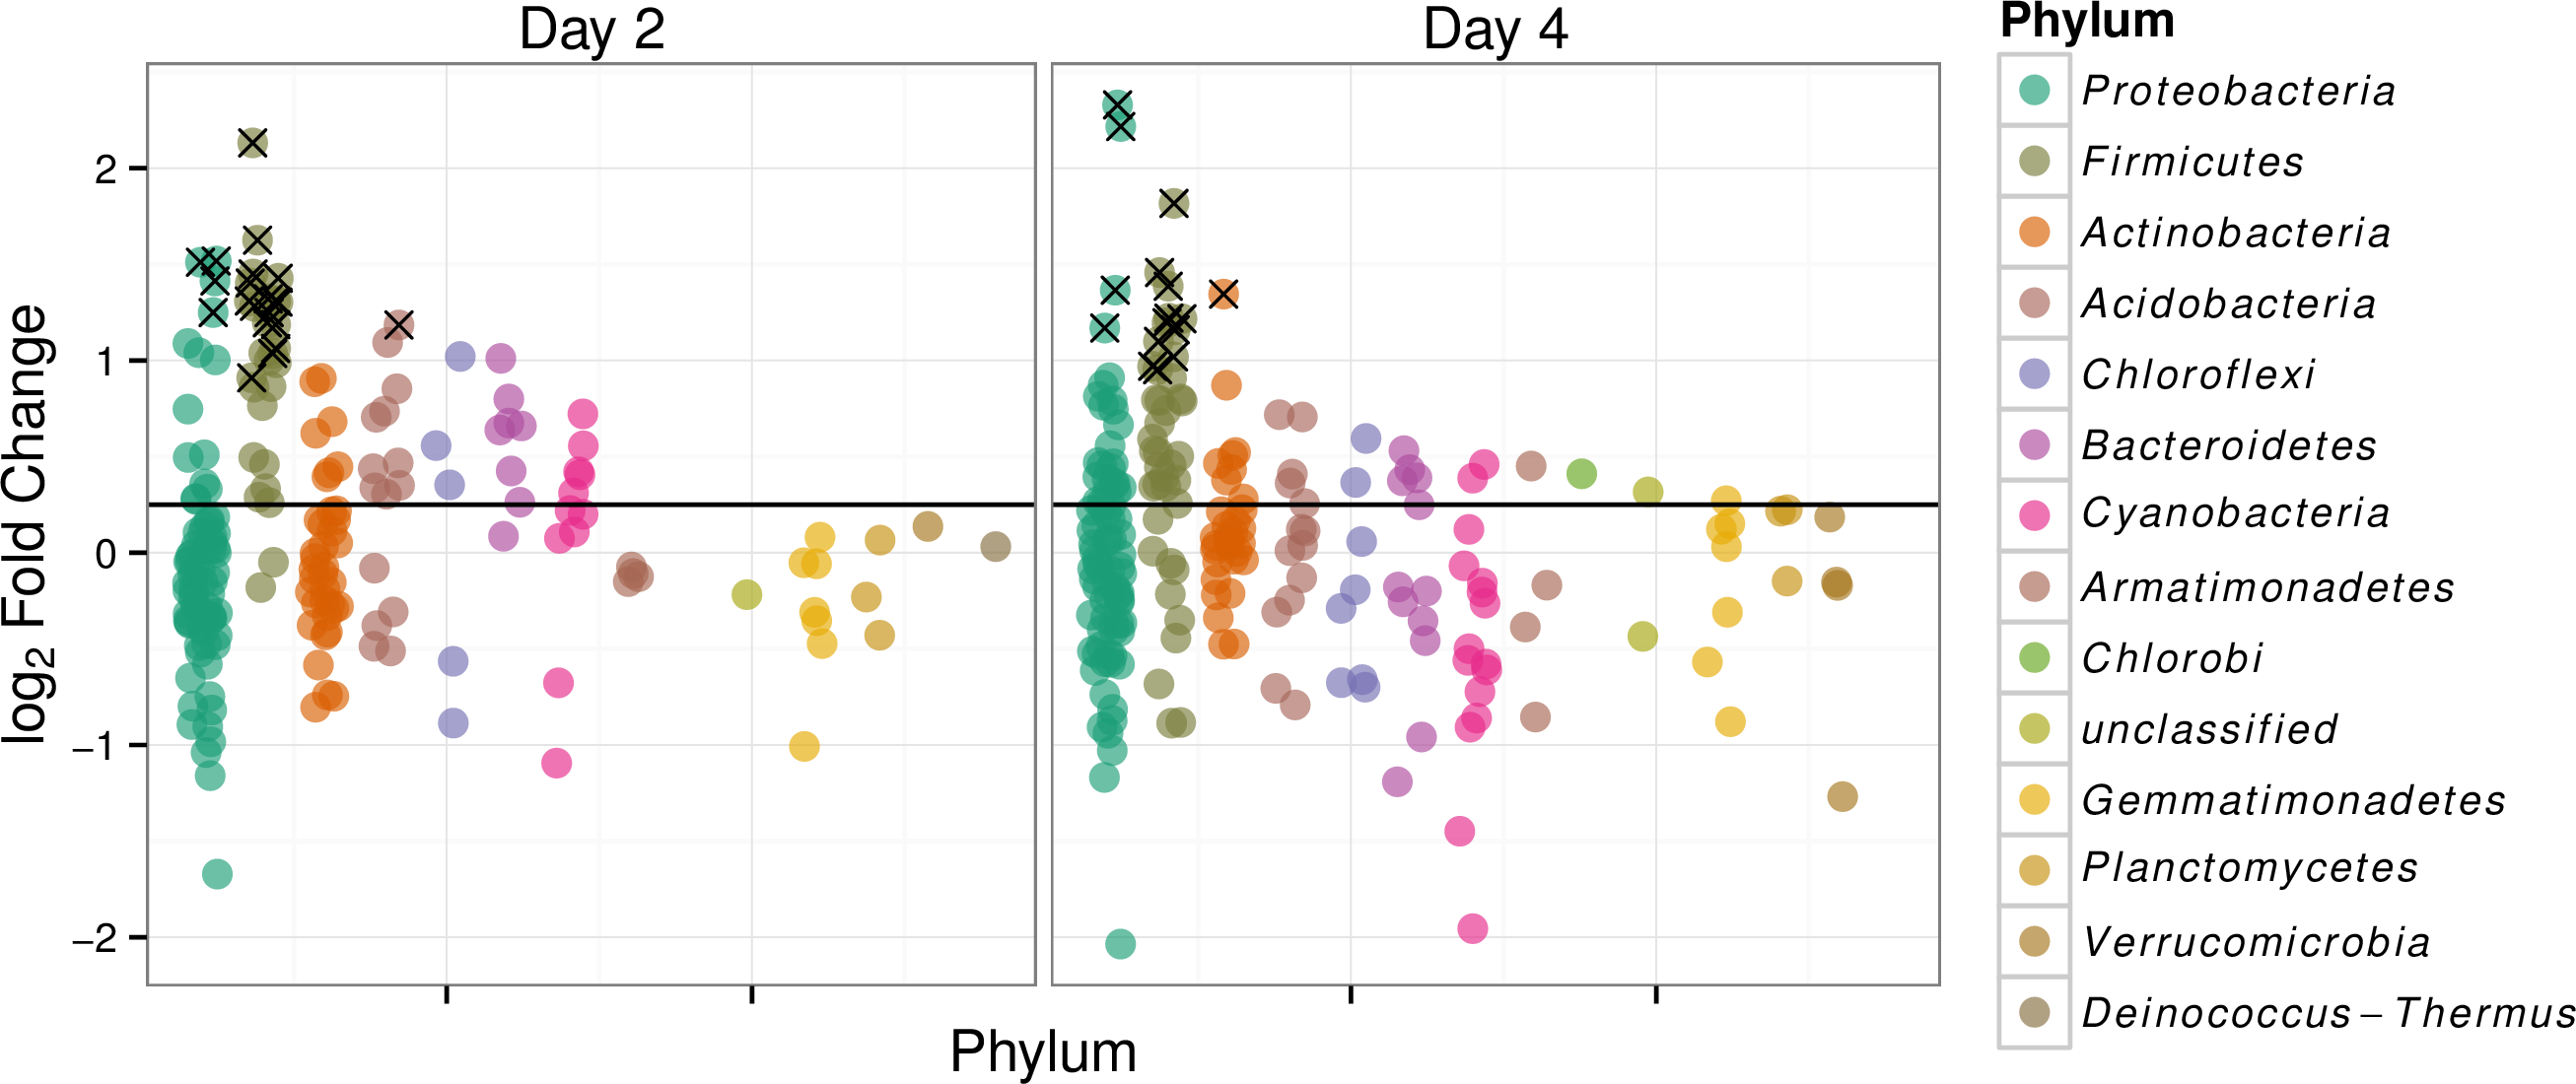 Day 2
Day 4
Phylum
Proteobacteria
Firmicutes
Actinobacteria
Acidobacteria
Chloroflexi
Bacteroidetes
Cyanobacteria
Armatimonadetes
Chlorobi
unclassified
Gemmatimonadetes
Planctomycetes
Verrucomicrobia
Deinococcus–Thermus
log₂ Fold Change
2
1
0
−1
−2
Phylum